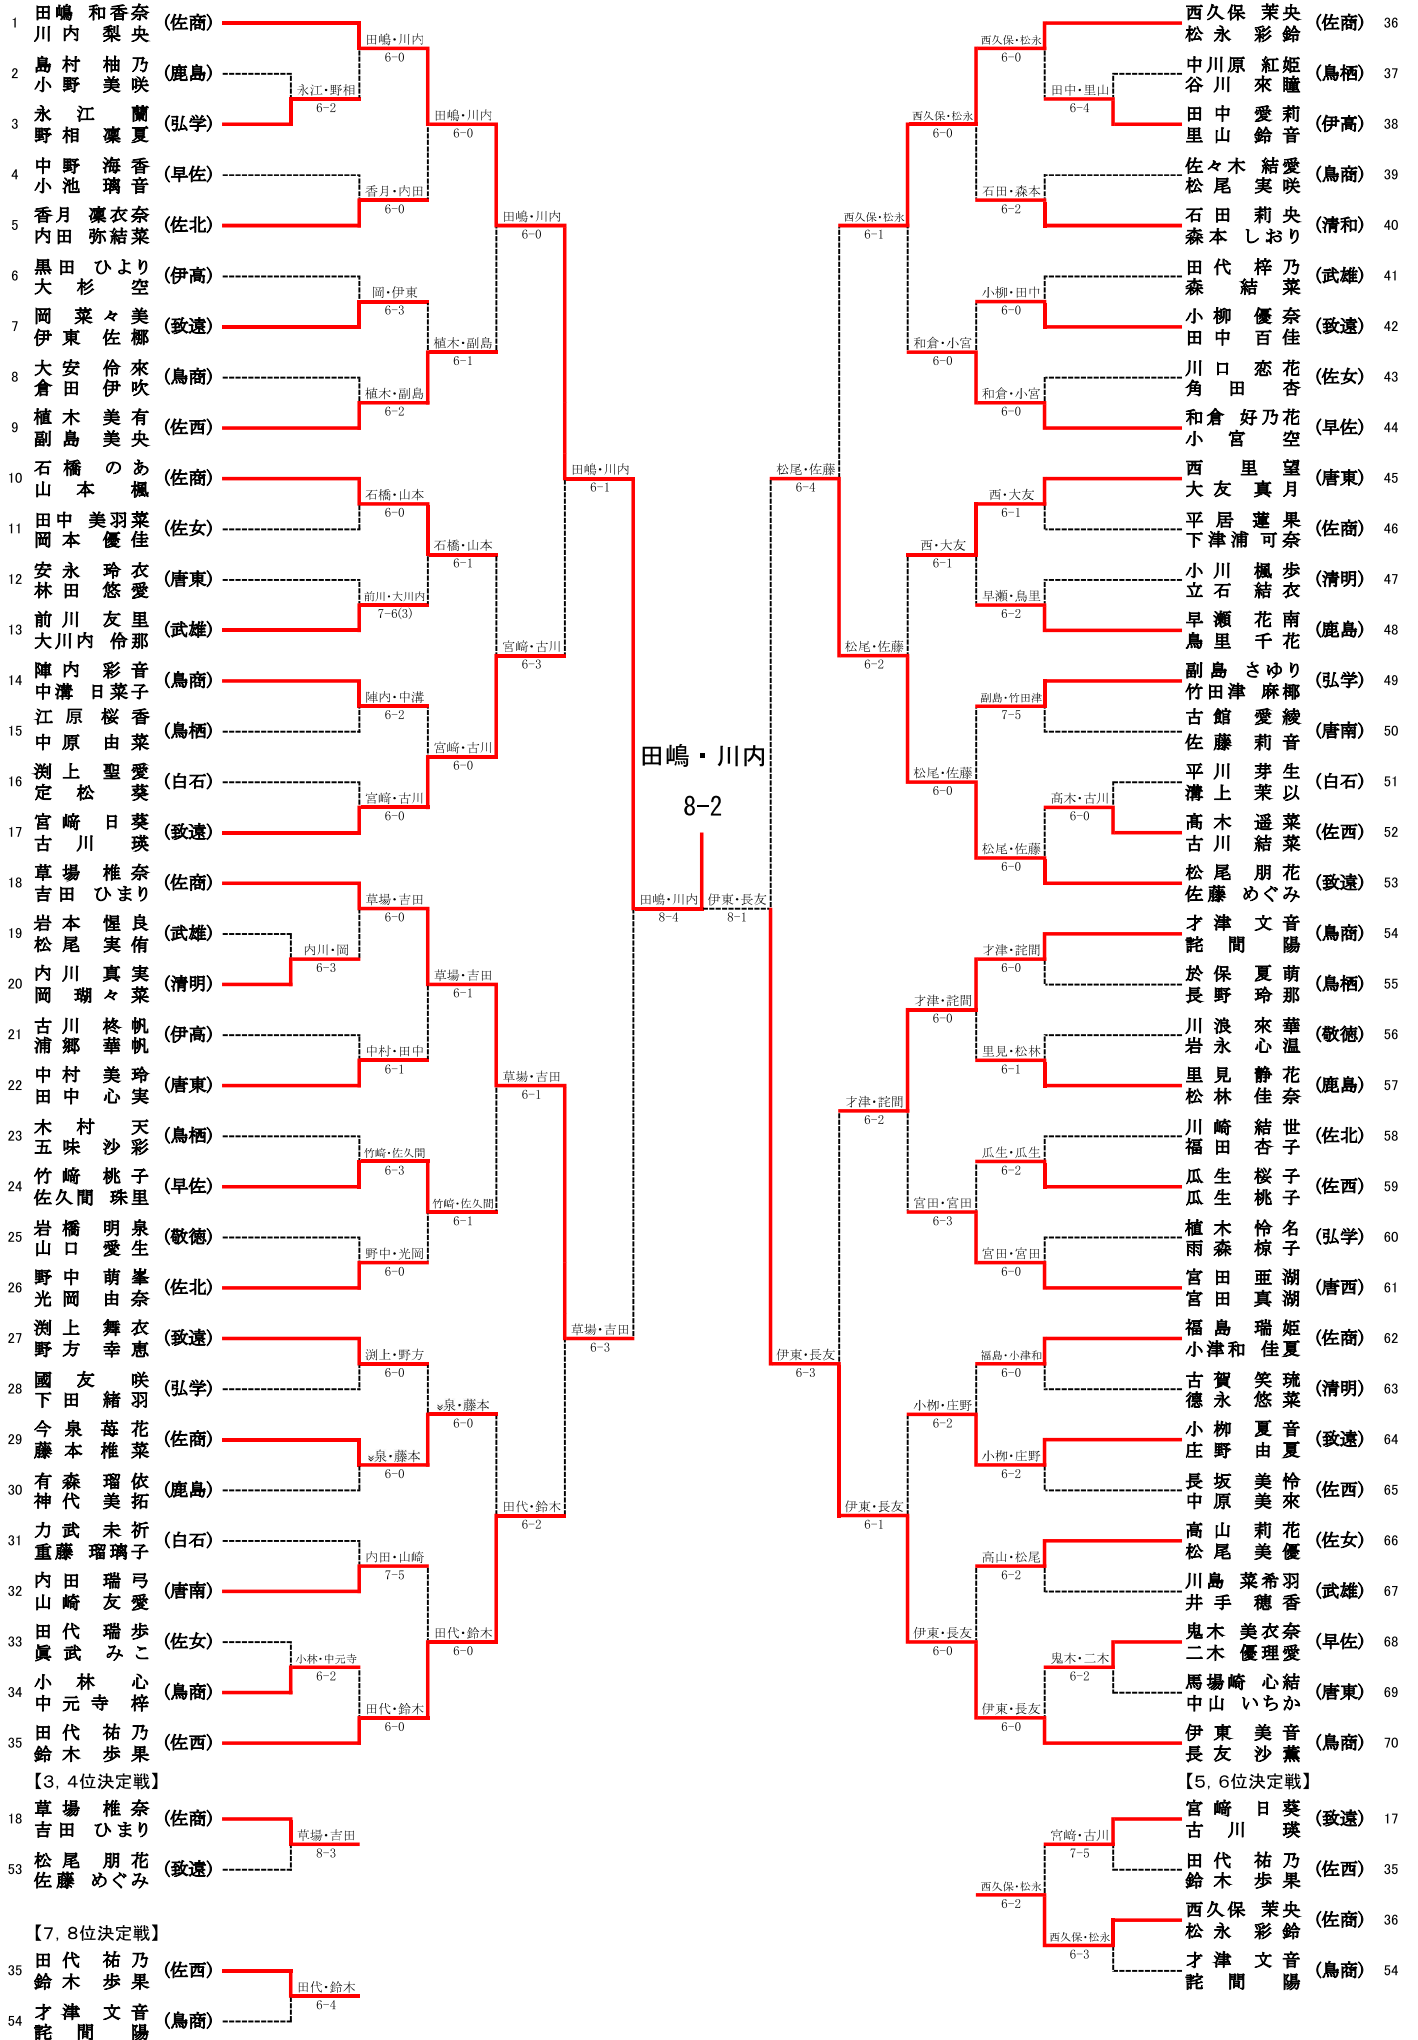 1 田嶋 和香奈 (佐商)
川内 梨央
2 島村 柚乃 (鹿島)
小野 美咲
3 永江 蘭 (弘学)
野相 凜夏
4 中野 海香 (早佐)
小池 璃音
5 香月 凜衣奈 (佐北)
内田 弥結菜
6 黒田 ひより (伊高)
大杉 空
7 岡 菜々美 (致遠)
伊東 佐梛
8 大安 伶來 (鳥商)
倉田 伊吹
9 植木 美有 (佐西)
副島 美央
10 石橋 のあ (佐商)
山本 楓
11 田中 美羽菜 (佐女)
岡本 優佳
12 安永 玲衣 (唐東)
林田 悠愛
13 前川 友里 (武雄)
大川内 伶那
14 陣内 彩音 (鳥商)
中溝 日菜子
15 江原 桜香 (鳥栖)
中原 由菜
16 渕上 聖愛 (白石)
定松 葵
17 宮﨑 日葵 (致遠)
古川 瑛
18 草場 椎奈 (佐商)
吉田 ひまり
19 岩本 惺良 (武雄)
松尾 実侑
20 内川 真実 (清明)
岡 瑚々菜
21 古川 柊帆 (伊高)
浦郷 華帆
22 中村 美玲 (唐東)
田中 心実
23 木村 天 (鳥栖)
五味 沙彩
24 竹﨑 桃子 (早佐)
佐久間 珠里
25 岩橋 明泉 (敬徳)
山口 愛生
26 野中 萌峯 (佐北)
光岡 由奈
27 渕上 舞衣 (致遠)
野方 幸恵
28 國友 咲 (弘学)
下田 緒羽
29 今泉 苺花 (佐商)
藤本 椎菜
30 有森 瑠依 (鹿島)
神代 美拓
31 力武 未祈 (白石)
重藤 瑠璃子
32 内田 瑞弓 (唐南)
山崎 友愛
33 田代 瑞歩 (佐女)
眞武 みこ
34 小林 心 (鳥商)
中元寺 梓
35 田代 祐乃 (佐西)
鈴木 歩果
永江・野相
6-2
内川・岡
6-3
小林・中元寺
6-2
田嶋・川内
6-0
香月・内田
6-0
岡・伊東
6-3
植木・副島
6-2
石橋・山本
6-0
前川・大川内
7-6(3)
陣内・中溝
6-2
宮﨑・古川
6-0
草場・吉田
6-0
中村・田中
6-1
竹﨑・佐久間
6-3
野中・光岡
6-0
渕上・野方
6-0
泉・藤本
6-0
内田・山崎
7-5
田代・鈴木
6-0
田嶋・川内
6-0
植木・副島
6-1
石橋・山本
6-1
宮﨑・古川
6-0
草場・吉田
6-1
竹﨑・佐久間
6-1
泉・藤本
6-0
田代・鈴木
6-0
田嶋・川内
6-0
宮﨑・古川
6-3
草場・吉田
6-1
田代・鈴木
6-2
田嶋・川内
6-1
草場・吉田
6-3
田嶋・川内
8-4
田嶋・川内
8-2
伊東・長友
8-1
松尾・佐藤
6-4
伊東・長友
6-3
西久保・松永
6-1
松尾・佐藤
6-2
才津・詫間
6-2
伊東・長友
6-1
西久保・松永
6-0
和倉・小宮
6-0
西・大友
6-1
松尾・佐藤
6-0
才津・詫間
6-0
宮田・宮田
6-3
小栁・庄野
6-2
伊東・長友
6-0
西久保・松永
6-0
石田・森本
6-2
小柳・田中
6-0
和倉・小宮
6-0
西・大友
6-1
早瀬・鳥里
6-2
副島・竹田津
7-5
松尾・佐藤
6-0
才津・詫間
6-0
里見・松林
6-1
瓜生・瓜生
6-2
宮田・宮田
6-0
福島・小津和
6-0
小栁・庄野
6-2
高山・松尾
6-2
伊東・長友
6-0
田中・里山
6-4
髙木・古川
6-0
鬼木・二木
6-2
西久保 茉央 (佐商) 36
松永 彩鈴
中川原 紅姫 (鳥栖) 37
谷川 來瞳
田中 愛莉 (伊高) 38
里山 鈴音
佐々木 結愛 (鳥商) 39
松尾 実咲
石田 莉央 (清和) 40
森本 しおり
田代 梓乃 (武雄) 41
森 結菜
小柳 優奈 (致遠) 42
田中 百佳
川口 恋花 (佐女) 43
角田 杏
和倉 好乃花 (早佐) 44
小宮 空
西 里望 (唐東) 45
大友 真月
平居 蓮果 (佐商) 46
下津浦 可奈
小川 楓歩 (清明) 47
立石 結衣
早瀬 花南 (鹿島) 48
鳥里 千花
副島 さゆり (弘学) 49
竹田津 麻椰
古舘 愛綾 (唐南) 50
佐藤 莉音
平川 芽生 (白石) 51
溝上 茉以
髙木 遥菜 (佐西) 52
古川 結菜
松尾 朋花 (致遠) 53
佐藤 めぐみ
才津 文音 (鳥商) 54
詫間 陽
於保 夏萌 (鳥栖) 55
長野 玲那
川浪 來華 (敬徳) 56
岩永 心温
里見 静花 (鹿島) 57
松林 佳奈
川崎 結世 (佐北) 58
福田 杏子
瓜生 桜子 (佐西) 59
瓜生 桃子
植木 怜名 (弘学) 60
雨森 椋子
宮田 亜湖 (唐西) 61
宮田 真湖
福島 瑞姫 (佐商) 62
小津和 佳夏
古賀 笑琉 (清明) 63
德永 悠菜
小栁 夏音 (致遠) 64
庄野 由夏
長坂 美怜 (佐西) 65
中原 美來
高山 莉花 (佐女) 66
松尾 美優
川島 菜希羽 (武雄) 67
井手 穂香
鬼木 美衣奈 (早佐) 68
二木 優理愛
馬場崎 心結 (唐東) 69
中山 いちか
伊東 美音 (鳥商) 70
長友 沙薫
【3，4位決定戦】
18 草場 椎奈 (佐商)
吉田 ひまり
草場・吉田
8-3
53 松尾 朋花 (致遠)
佐藤 めぐみ
【7，8位決定戦】
35 田代 祐乃 (佐西)
鈴木 歩果
田代・鈴木
6-4
54 才津 文音 (鳥商)
詫間 陽
【5，6位決定戦】
宮﨑 日葵 (致遠) 17
古川 瑛
宮﨑・古川
7-5
田代 祐乃 (佐西) 35
鈴木 歩果
西久保・松永
6-2
西久保 茉央 (佐商) 36
松永 彩鈴
西久保・松永
6-3
才津 文音 (鳥商) 54
詫間 陽